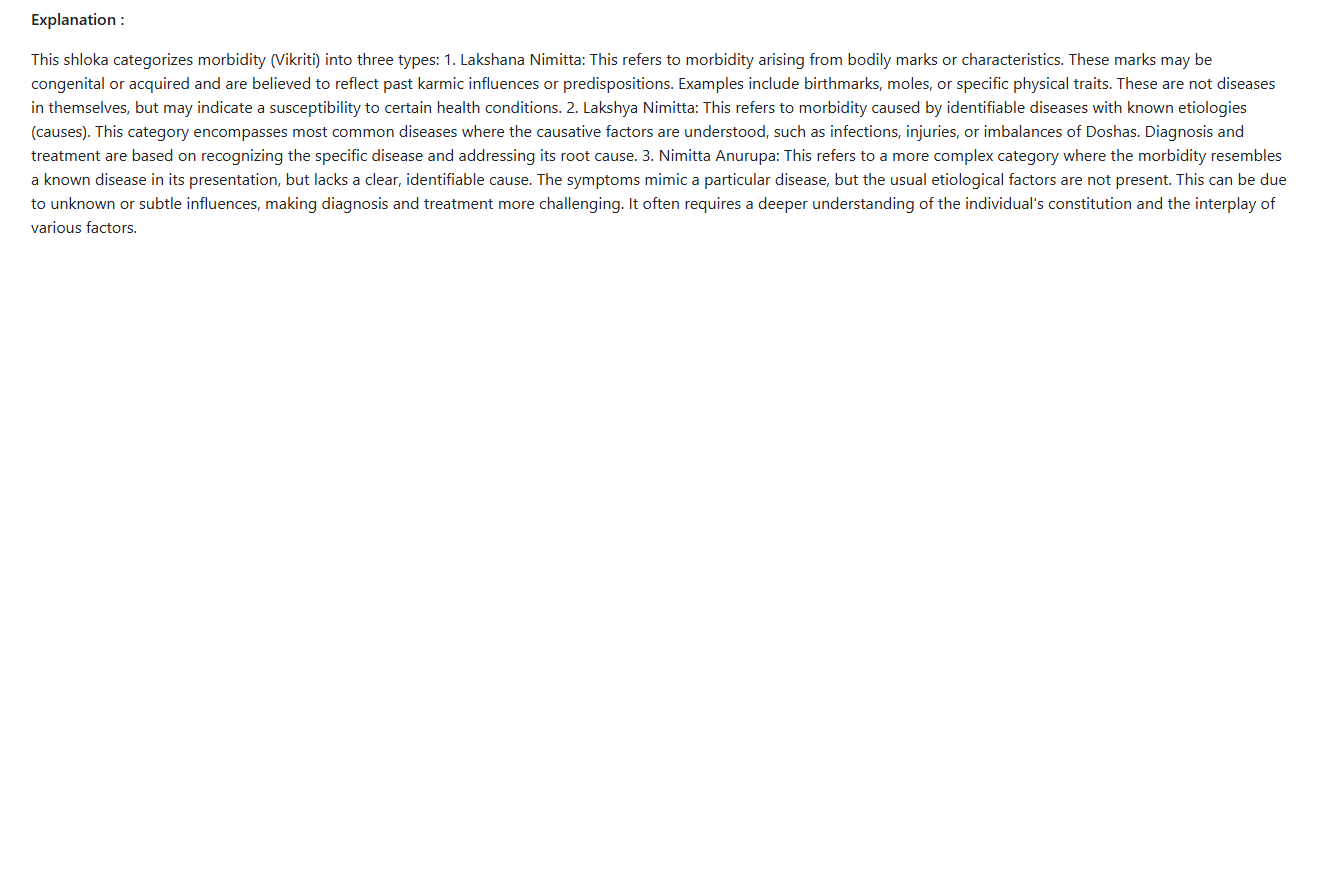 Explanation :
This shloka categorizes morbidity (Vikriti) into three types: 1. Lakshana Nimitta: This refers to morbidity arising from bodily marks or characteristics. These marks may be
congenital or acquired and are believed to reflect past karmic influences or predispositions. Examples include birthmarks, moles, or specific physical traits. These are not diseases
in themselves, but may indicate a susceptibility to certain health conditions. 2. Lakshya Nimitta: This refers to morbidity caused by identifiable diseases with known etiologies
(causes). This category encompasses most common diseases where the causative factors are understood, such as infections, injuries, or imbalances of Doshas. Diagnosis and
treatment are based on recognizing the specific disease and addressing its root cause. 3. Nimitta Anurupa: This refers to a more complex category where the morbidity resembles
a known disease in its presentation, but lacks a clear, identifiable cause. The symptoms mimic a particular disease, but the usual etiological factors are not present. This can be due
to unknown or subtle influences, making diagnosis and treatment more challenging. It often requires a deeper understanding of the individual's constitution and the interplay of
various factors.